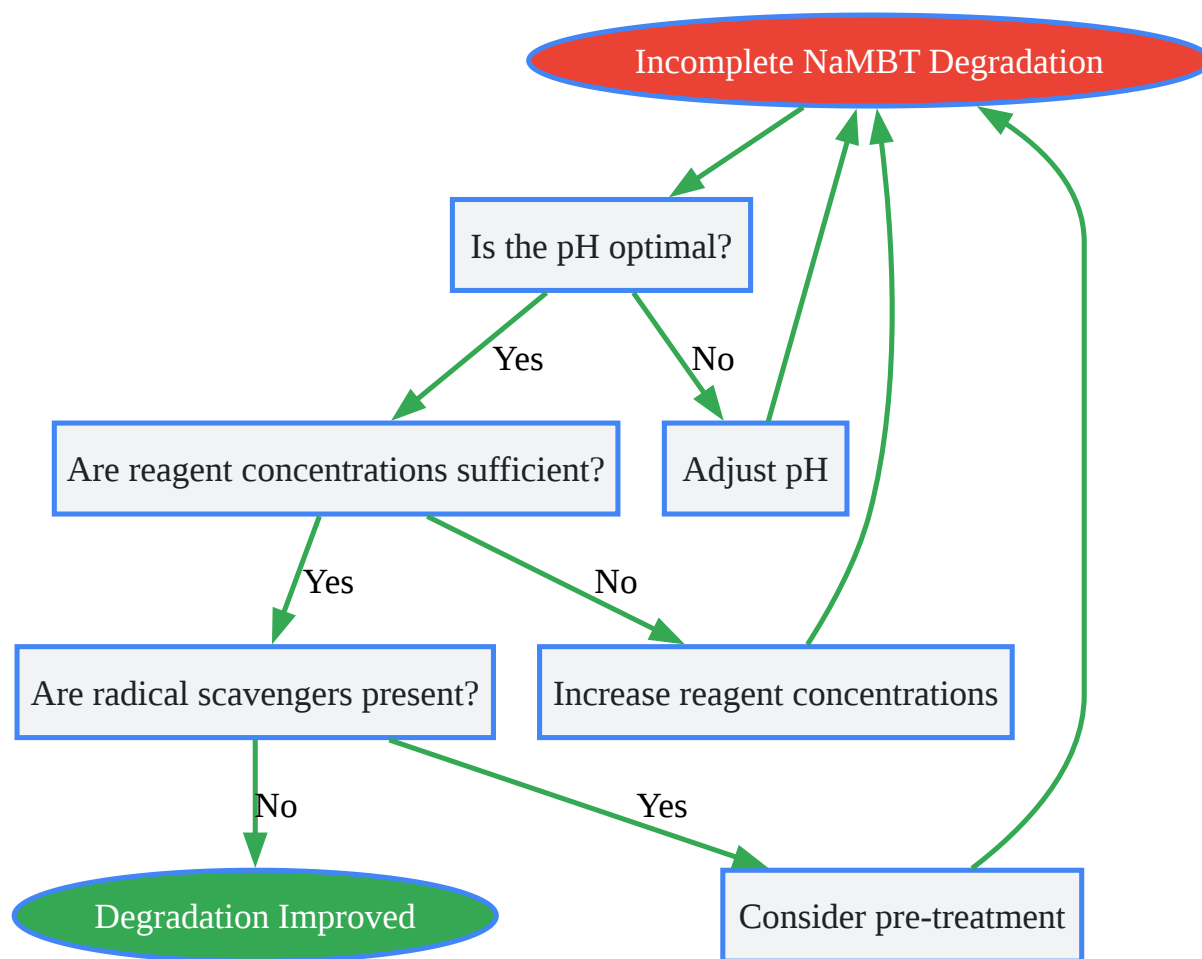 Incomplete NaMBT Degradation
Is the pH optimal?
Yes
No
Are reagent concentrations sufficient?
Adjust pH
Yes
No
Are radical scavengers present?
Increase reagent concentrations
No
Yes
Degradation Improved
Consider pre-treatment